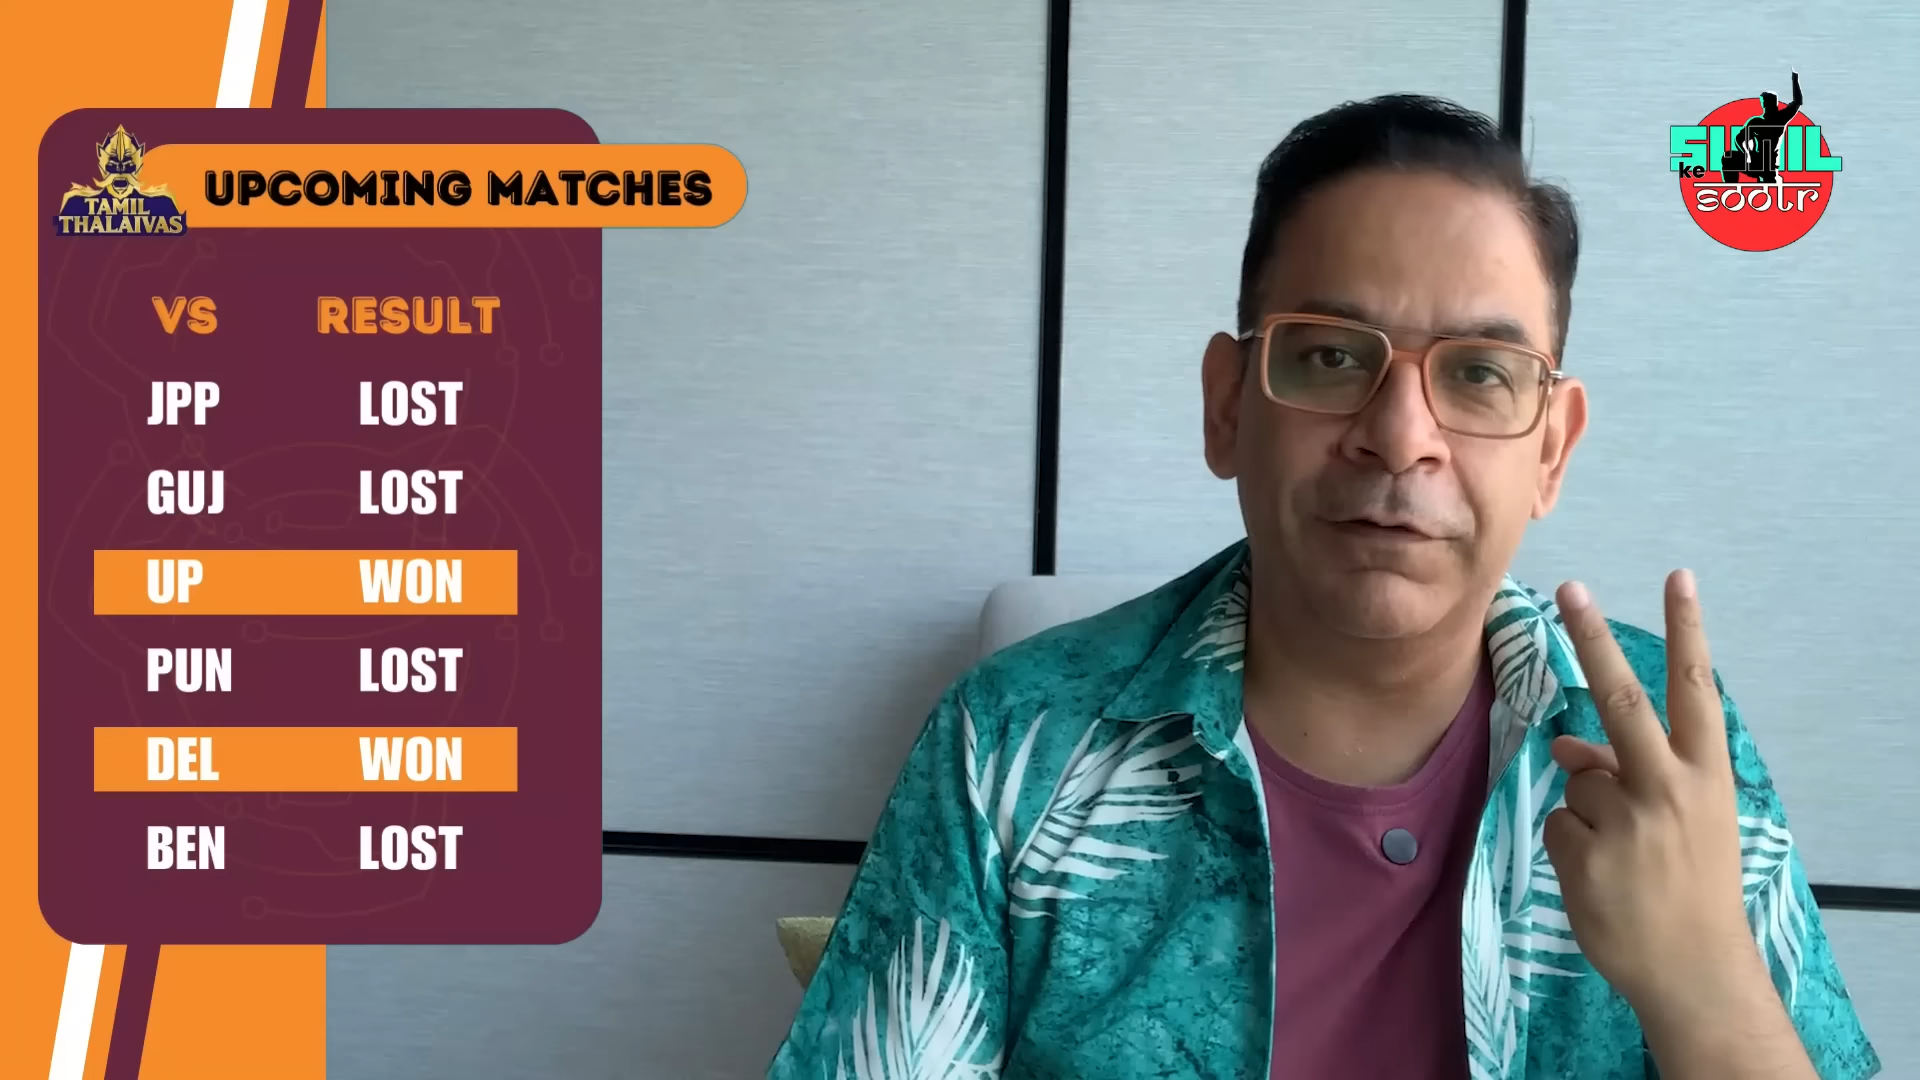 TAMIL
THALAIVAS
UPCOMING MATCHES
VS RESULT
JPP LOST
GUJ LOST
UP WON
PUN LOST
DEL WON
BEN LOST
SUNIL
ke
sootr